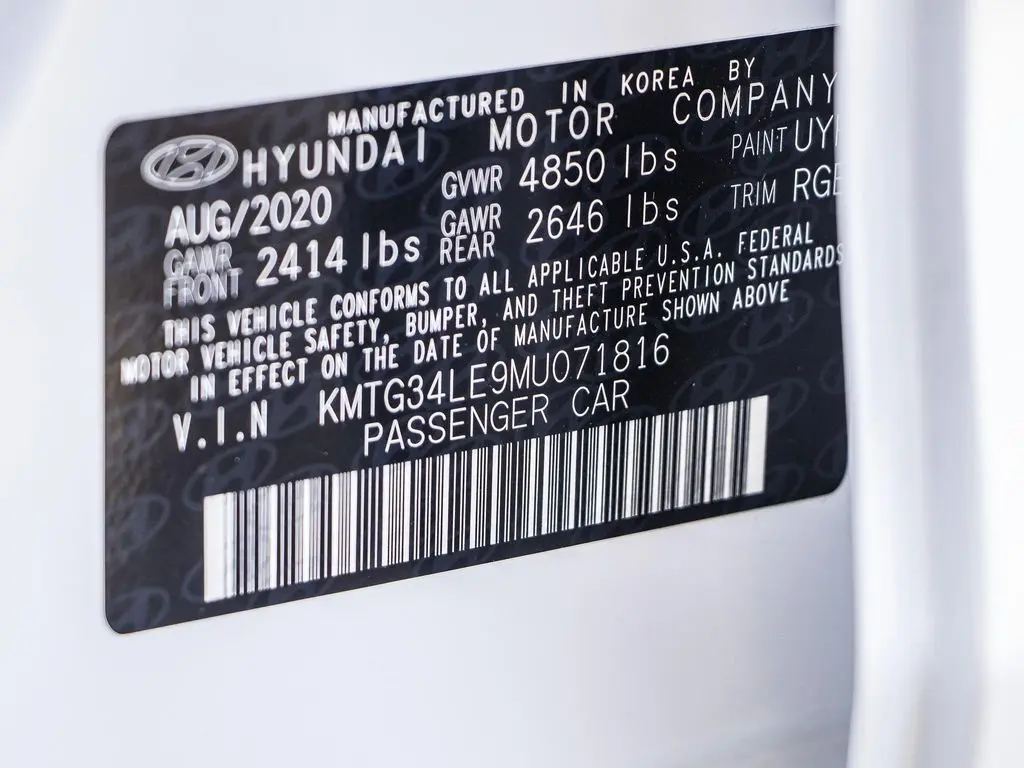 MANUFACTURED IN KOREA BY
HYUNDAI MOTOR COMPANY
AUG/2020 GVWR 4850 lbs PAINT
GAWR FRONT 2414 lbs GAWR REAR 2646 lbs TRIM
THIS VEHICLE CONFORMS TO ALL APPLICABLE U.S.A. FEDERAL
MOTOR VEHICLE SAFETY, BUMPER, AND THEFT PREVENTION STANDARDS
IN EFFECT ON THE DATE OF MANUFACTURE SHOWN ABOVE
V.I.N KMTG34LE9MU071816
PASSENGER CAR